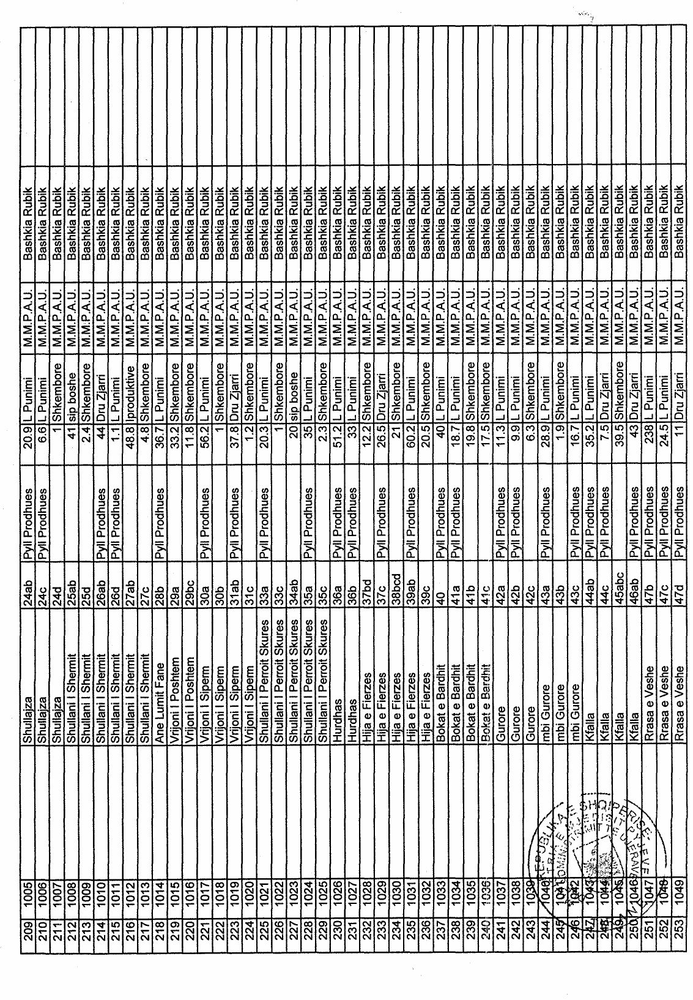 209 1005 Shullajza 24ab Pyll Prodhues 20.9 L Punimi M.M.P.A.U. Bashkia Rubik
210 1006 Shullajza 24c Pyll Prodhues 6.6 L Punimi M.M.P.A.U. Bashkia Rubik
211 1007 Shullajza 24d 1 Shkembore M.M.P.A.U. Bashkia Rubik
212 1008 Shullani I Shermit 25ab 41 sip boshe M.M.P.A.U. Bashkia Rubik
213 1009 Shullani I Shermit 25d 2.4 Shkembore M.M.P.A.U. Bashkia Rubik
214 1010 Shullani I Shermit 26ab Pyll Prodhues 44 Dru Zjarri M.M.P.A.U. Bashkia Rubik
215 1011 Shullani I Shermit 26d Pyll Prodhues 1.1 L Punimi M.M.P.A.U. Bashkia Rubik
216 1012 Shullani I Shermit 27ab 48.8 Iproduktive M.M.P.A.U. Bashkia Rubik
217 1013 Shullani I Shermit 27c 4.8 Shkembore M.M.P.A.U. Bashkia Rubik
218 1014 Ane Lumit Fane 28b Pyll Prodhues 36.7 L Punimi M.M.P.A.U. Bashkia Rubik
219 1015 Vrijoni I Poshtem 29a 33.2 Shkembore M.M.P.A.U. Bashkia Rubik
220 1016 Vrijoni I Poshtem 29bc 11.8 Shkembore M.M.P.A.U. Bashkia Rubik
221 1017 Vrijoni I Siperm 30a Pyll Prodhues 56.2 L Punimi M.M.P.A.U. Bashkia Rubik
222 1018 Vrijoni I Siperm 30b 1 Shkembore M.M.P.A.U. Bashkia Rubik
223 1019 Vrijoni I Siperm 31ab Pyll Prodhues 57.8 Dru Zjarri M.M.P.A.U. Bashkia Rubik
224 1020 Vrijoni I Siperm 31c 1.2 Shkembore M.M.P.A.U. Bashkia Rubik
225 1021 Shullani I Perroit Skures 33a Pyll Prodhues 20.3 L Punimi M.M.P.A.U. Bashkia Rubik
226 1022 Shullani I Perroit Skures 33c 1 Shkembore M.M.P.A.U. Bashkia Rubik
227 1023 Shullani I Perroit Skures 34ab 20 sip boshe M.M.P.A.U. Bashkia Rubik
228 1024 Shullani I Perroit Skures 35a Pyll Prodhues 35 L Punimi M.M.P.A.U. Bashkia Rubik
229 1025 Shullani I Perroit Skures 35c 2.3 Shkembore M.M.P.A.U. Bashkia Rubik
230 1026 Hurdhas 36a Pyll Prodhues 51.2 L Punimi M.M.P.A.U. Bashkia Rubik
231 1027 Hurdhas 36b Pyll Prodhues 33 L Punimi M.M.P.A.U. Bashkia Rubik
232 1028 Hija e Fierzes 37bd 12.2 Shkembore M.M.P.A.U. Bashkia Rubik
233 1029 Hija e Fierzes 37c Pyll Prodhues 26.5 Dru Zjarri M.M.P.A.U. Bashkia Rubik
234 1030 Hija e Fierzes 38bcd 21 Shkembore M.M.P.A.U. Bashkia Rubik
235 1031 Hija e Fierzes 39ab Pyll Prodhues 60.2 L Punimi M.M.P.A.U. Bashkia Rubik
236 1032 Hija e Fierzes 39c 20.5 Shkembore M.M.P.A.U. Bashkia Rubik
237 1033 Bokat e Bardhit 40 Pyll Prodhues 40 L Punimi M.M.P.A.U. Bashkia Rubik
238 1034 Bokat e Bardhit 41a Pyll Prodhues 18.7 L Punimi M.M.P.A.U. Bashkia Rubik
239 1035 Bokat e Bardhit 41b 19.8 Shkembore M.M.P.A.U. Bashkia Rubik
240 1036 Bokat e Bardhit 41c 17.5 Shkembore M.M.P.A.U. Bashkia Rubik
241 1037 Gurore 42a Pyll Prodhues 11.3 L Punimi M.M.P.A.U. Bashkia Rubik
242 1038 Gurore 42b Pyll Prodhues 9.9 L Punimi M.M.P.A.U. Bashkia Rubik
243 1039 Gurore 42c 6.3 Shkembore M.M.P.A.U. Bashkia Rubik
244 1040 mbi Gurore 43a Pyll Prodhues 28.9 L Punimi M.M.P.A.U. Bashkia Rubik
245 1041 mbi Gurore 43b 1.9 Shkembore M.M.P.A.U. Bashkia Rubik
246 1042 mbi Gurore 43c Pyll Prodhues 16.7 L Punimi M.M.P.A.U. Bashkia Rubik
247 1043 Kfalla 44ab Pyll Prodhues 35.2 L Punimi M.M.P.A.U. Bashkia Rubik
248 1044 Kfalla 44c Pyll Prodhues 7.5 Dru Zjarri M.M.P.A.U. Bashkia Rubik
249 1045 Kfalla 45abc 39.5 Shkembore M.M.P.A.U. Bashkia Rubik
250 1046 Kfalla 46ab Pyll Prodhues 43 Dru Zjarri M.M.P.A.U. Bashkia Rubik
251 1047 Rrasa e Veshe 47b Pyll Prodhues 238 L Punimi M.M.P.A.U. Bashkia Rubik
252 1048 Rrasa e Veshe 47c Pyll Prodhues 24.5 L Punimi M.M.P.A.U. Bashkia Rubik
253 1049 Rrasa e Veshe 47d Pyll Prodhues 11 Dru Zjarri M.M.P.A.U. Bashkia Rubik
REPUBLIKA E SHQIPERISE
E MJEDISIT PYJEVE
ADMINISTRIMIT TE UJERAVE